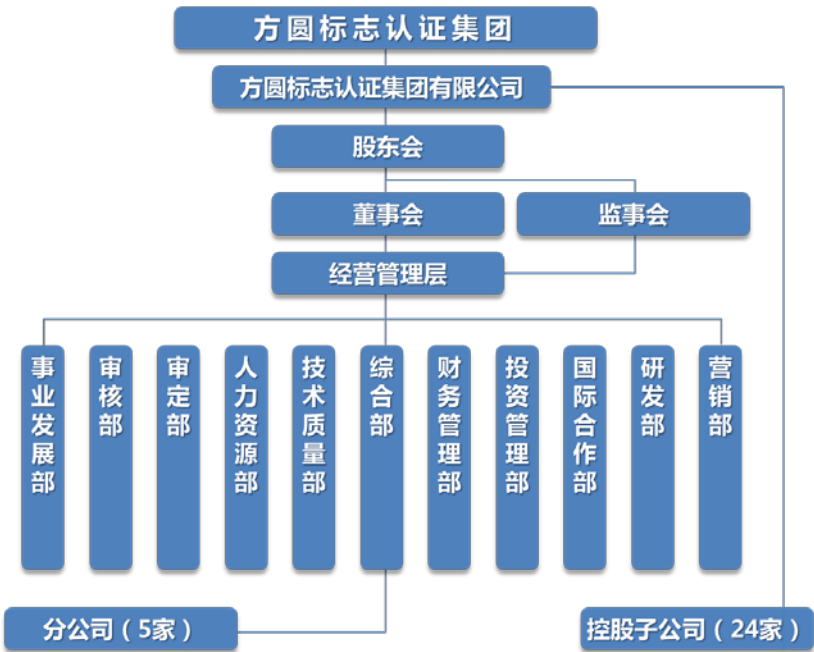 方圆标志认证集团
方圆标志认证集团有限公司
股东会
董事会
监事会
经营管理层
事业发展部
审核部
审定部
人力资源部
技术质量部
综合部
财务管理部
投资管理部
国际合作部
研发部
营销部
分公司（5家）
控股子公司（24家）